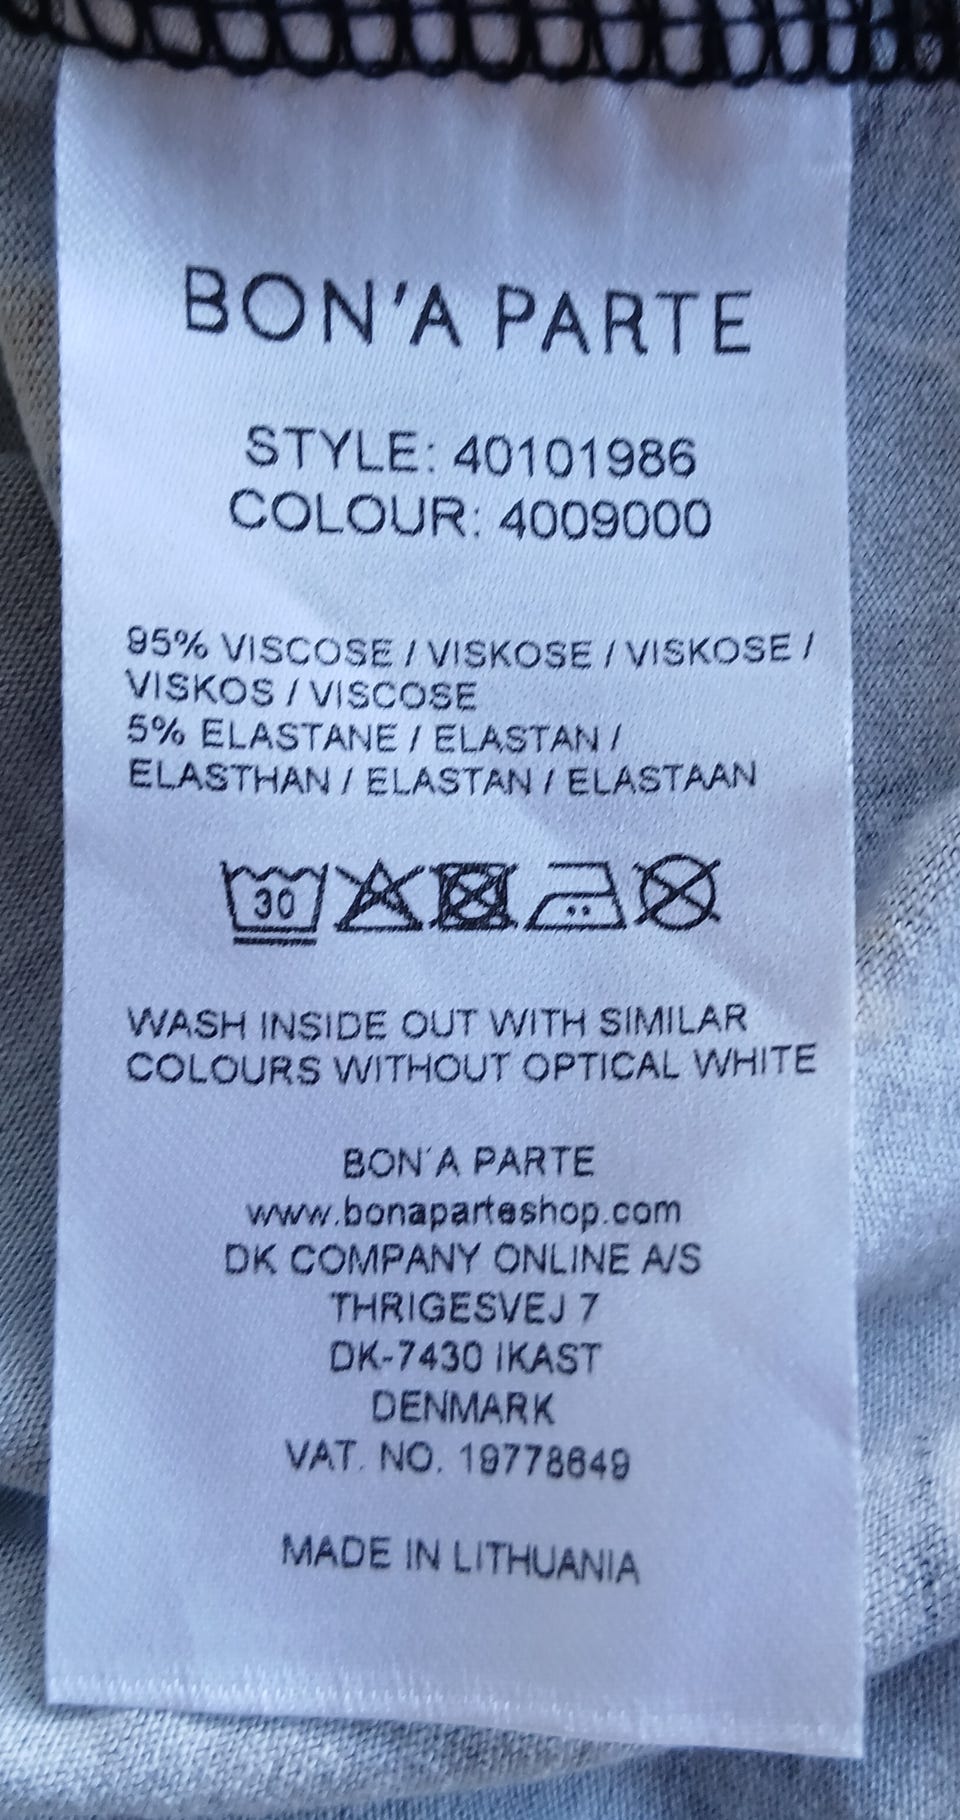 BON'A PARTE
STYLE: 40101986
COLOUR: 4009000
95% VISCOSE / VISKOSE / VISKOSE /
VISKOS / VISCOSE
5% ELASTANE / ELASTAN /
ELASTHAN / ELASTAN / ELASTAAN
30
WASH INSIDE OUT WITH SIMILAR
COLOURS WITHOUT OPTICAL WHITE
BON'A PARTE
www.bonaparteshop.com
DK COMPANY ONLINE A/S
THRIGESVEJ 7
DK-7430 IKAST
DENMARK
VAT. NO. 19778649
MADE IN LITHUANIA